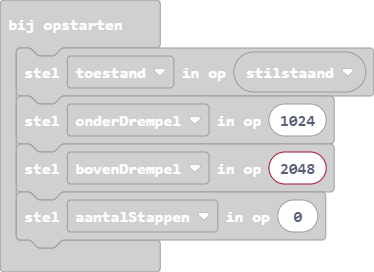 bij opstarten
stel toestand in op stilstaand
stel onderDrempel in op 1024
stel bovenDrempel in op 2048
stel aantalStappen in op 0